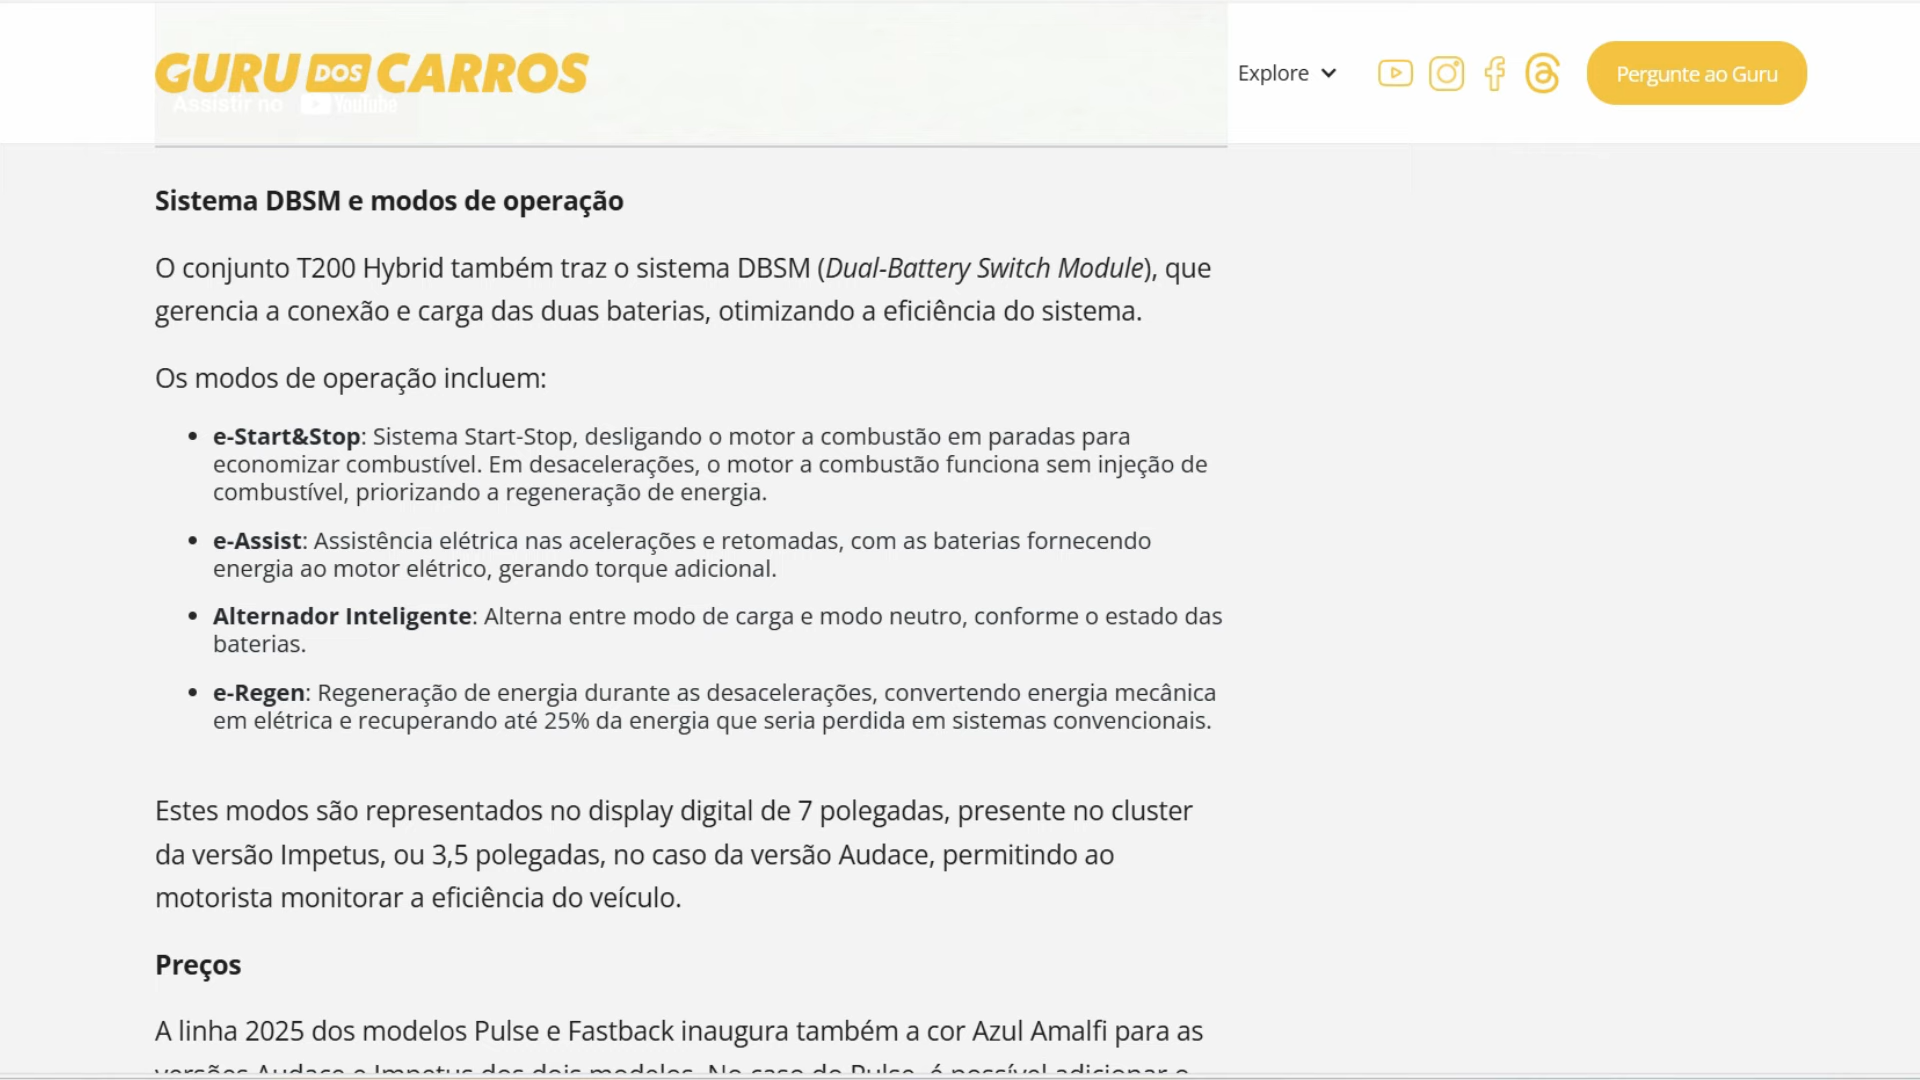 GURU DOS CARROS
Explore
Pergunte ao Guru
Assistir no YouTube
Sistema DBSM e modos de operação
O conjunto T200 Hybrid também traz o sistema DBSM (Dual-Battery Switch Module), que
gerencia a conexão e carga das duas baterias, otimizando a eficiência do sistema.
Os modos de operação incluem:
• e-Start&Stop: Sistema Start-Stop, desligando o motor a combustão em paradas para
economizar combustível. Em desacelerações, o motor a combustão funciona sem injeção de
combustível, priorizando a regeneração de energia.
• e-Assist: Assistência elétrica nas acelerações e retomadas, com as baterias fornecendo
energia ao motor elétrico, gerando torque adicional.
• Alternador Inteligente: Alterna entre modo de carga e modo neutro, conforme o estado das
baterias.
• e-Regen: Regeneração de energia durante as desacelerações, convertendo energia mecânica
em elétrica e recuperando até 25% da energia que seria perdida em sistemas convencionais.
Estes modos são representados no display digital de 7 polegadas, presente no cluster
da versão Impetus, ou 3,5 polegadas, no caso da versão Audace, permitindo ao
motorista monitorar a eficiência do veículo.
Preços
A linha 2025 dos modelos Pulse e Fastback inaugura também a cor Azul Amalfi para as
versões Audace e Impetus dos dois modelos. No caso do Pulse, é possível adicionar o